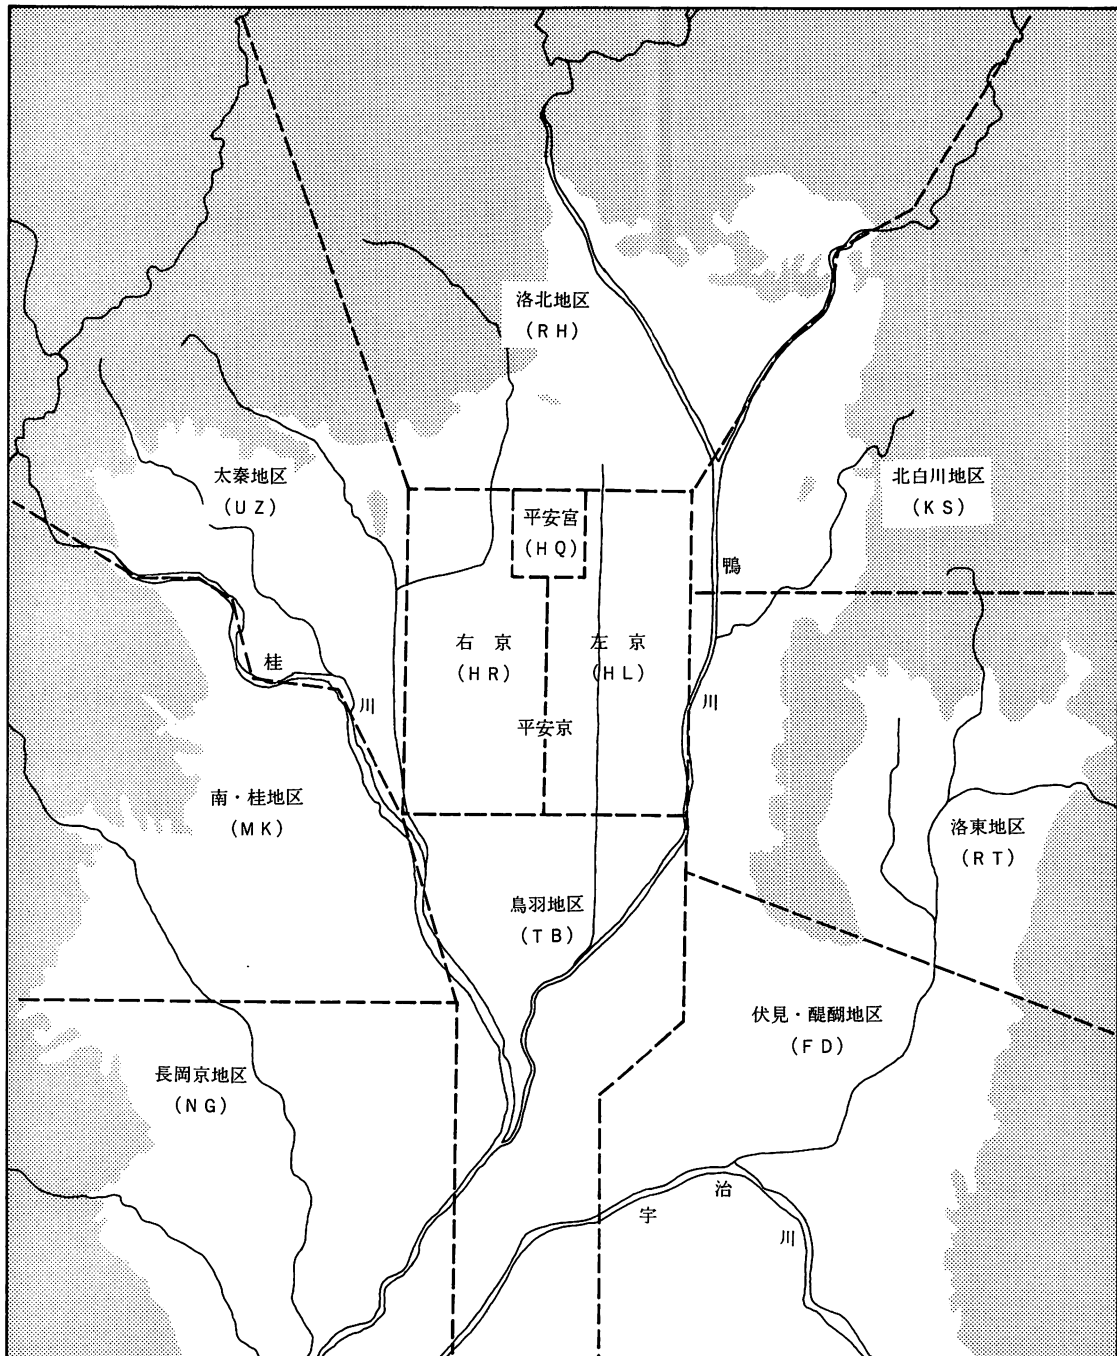 洛北地区
(RH)
太秦地区
(UZ)
北白川地区
(KS)
平安宮
(HQ)
鴨
右京
(HR)
左京
(HL)
川
桂
川
平安京
南・桂地区
(MK)
洛東地区
(RT)
鳥羽地区
(TB)
伏見・醍醐地区
(FD)
長岡京地区
(NG)
宇
治
川